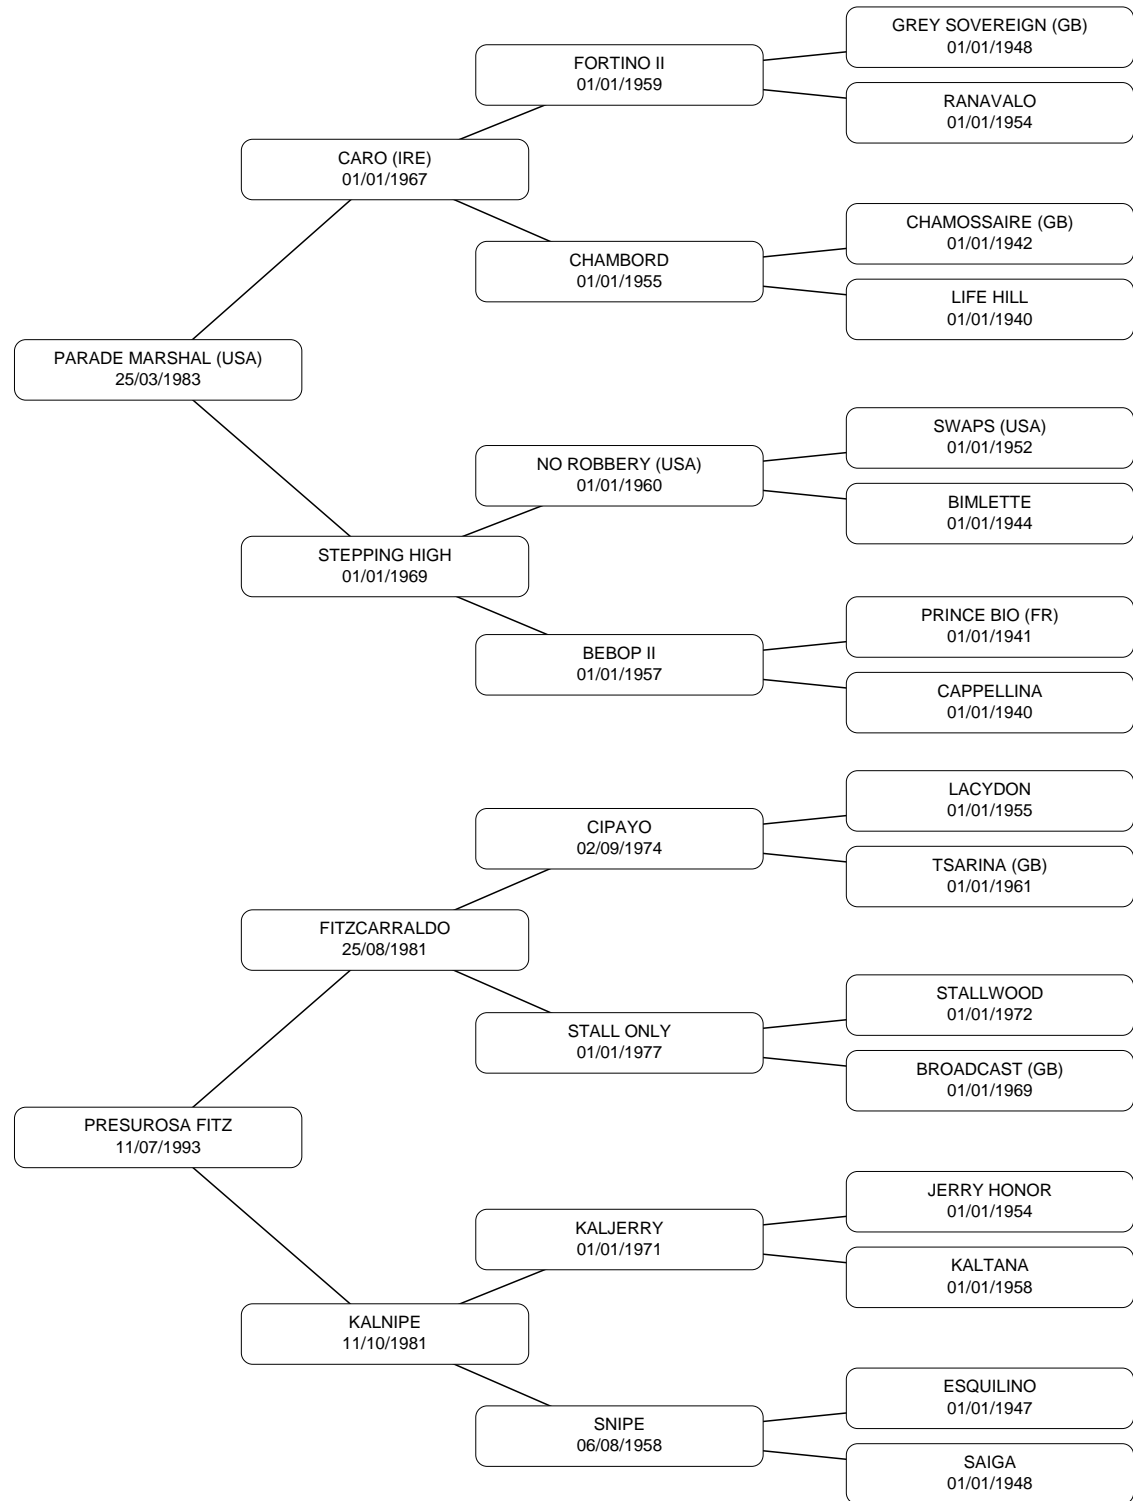 GREY SOVEREIGN (GB)
01/01/1948
FORTINO II
01/01/1959
RANAVALO
01/01/1954
CARO (IRE)
01/01/1967
CHAMOSSAIRE (GB)
01/01/1942
CHAMBORD
01/01/1955
LIFE HILL
01/01/1940
PARADE MARSHAL (USA)
25/03/1983
SWAPS (USA)
01/01/1952
NO ROBBERY (USA)
01/01/1960
BIMLETTE
01/01/1944
STEPPING HIGH
01/01/1969
PRINCE BIO (FR)
01/01/1941
BEBOP II
01/01/1957
CAPPELLINA
01/01/1940
LACYDON
01/01/1955
CIPAYO
02/09/1974
TSARINA (GB)
01/01/1961
FITZCARRALDO
25/08/1981
STALLWOOD
01/01/1972
STALL ONLY
01/01/1977
BROADCAST (GB)
01/01/1969
PRESUROSA FITZ
11/07/1993
JERRY HONOR
01/01/1954
KALJERRY
01/01/1971
KALTANA
01/01/1958
KALNIPE
11/10/1981
ESQUILINO
01/01/1947
SNIPE
06/08/1958
SAIGA
01/01/1948